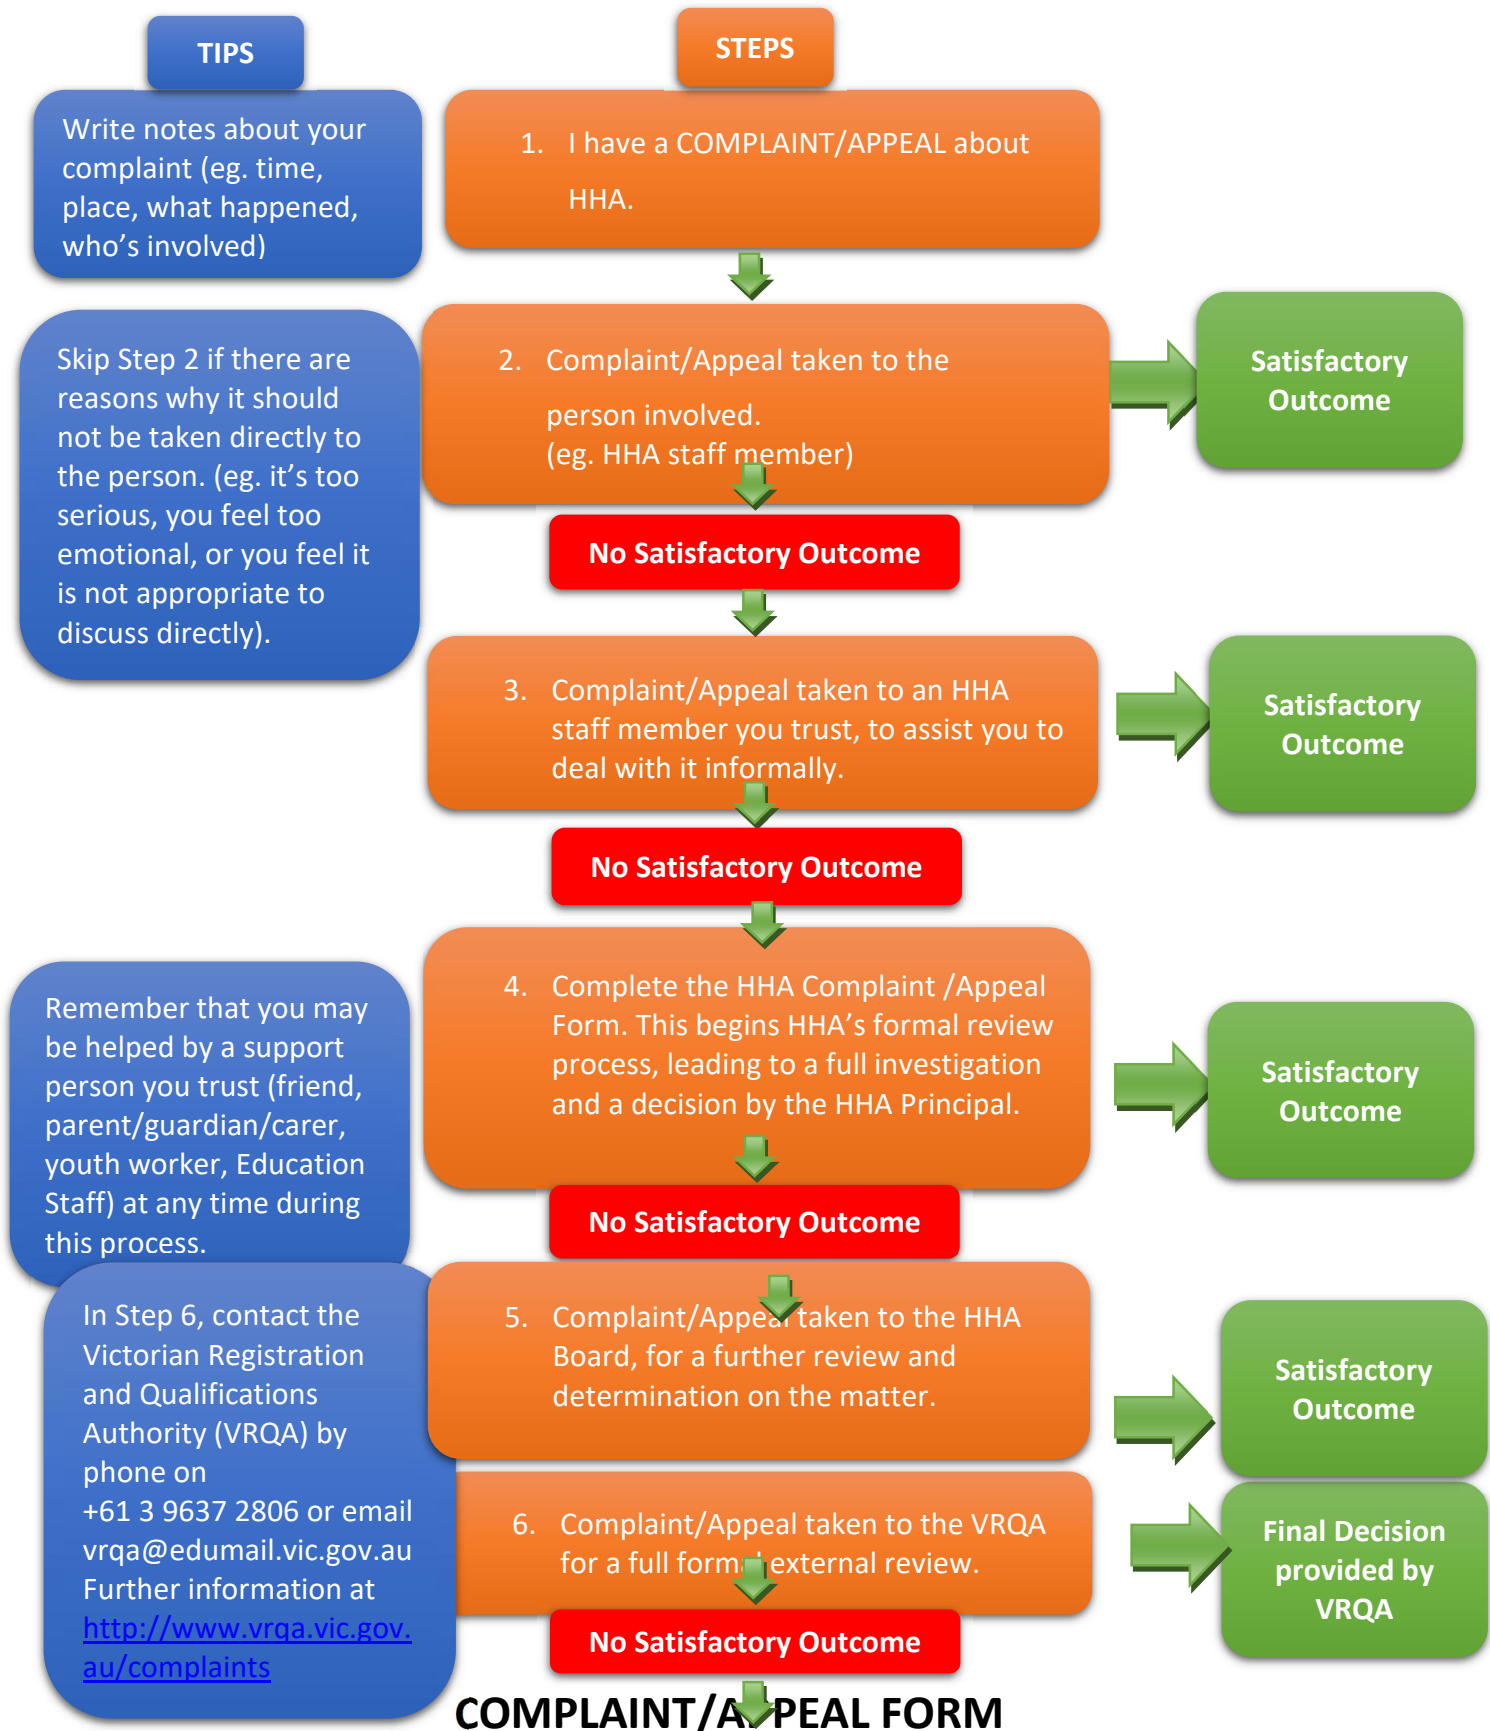 TIPS
STEPS
Write notes about your
complaint (eg. time,
place, what happened,
who's involved)
1. I have a COMPLAINT/APPEAL about
HHA.
Skip Step 2 if there are
reasons why it should
not be taken directly to
the person. (eg. it's too
serious, you feel too
emotional, or you feel it
is not appropriate to
discuss directly).
2. Complaint/Appeal taken to the
person involved.
(eg. HHA staff member)
Satisfactory
Outcome
No Satisfactory Outcome
3. Complaint/Appeal taken to an HHA
staff member you trust, to assist you to
deal with it informally.
Satisfactory
Outcome
No Satisfactory Outcome
Remember that you may
be helped by a support
person you trust (friend,
parent/guardian/carer,
youth worker, Education
Staff) at any time during
this process.
4. Complete the HHA Complaint /Appeal
Form. This begins HHA's formal review
process, leading to a full investigation
and a decision by the HHA Principal.
Satisfactory
Outcome
No Satisfactory Outcome
In Step 6, contact the
Victorian Registration
and Qualifications
Authority (VRQA) by
phone on
+61 3 9637 2806 or email
vrqa@edumail.vic.gov.au
Further information at
http://www.vrqa.vic.gov.
au/complaints
5. Complaint/Appeal taken to the HHA
Board, for a further review and
determination on the matter.
Satisfactory
Outcome
6. Complaint/Appeal taken to the VRQA
for a full formal external review.
Final Decision
provided by
VRQA
No Satisfactory Outcome
COMPLAINT/APPEAL FORM